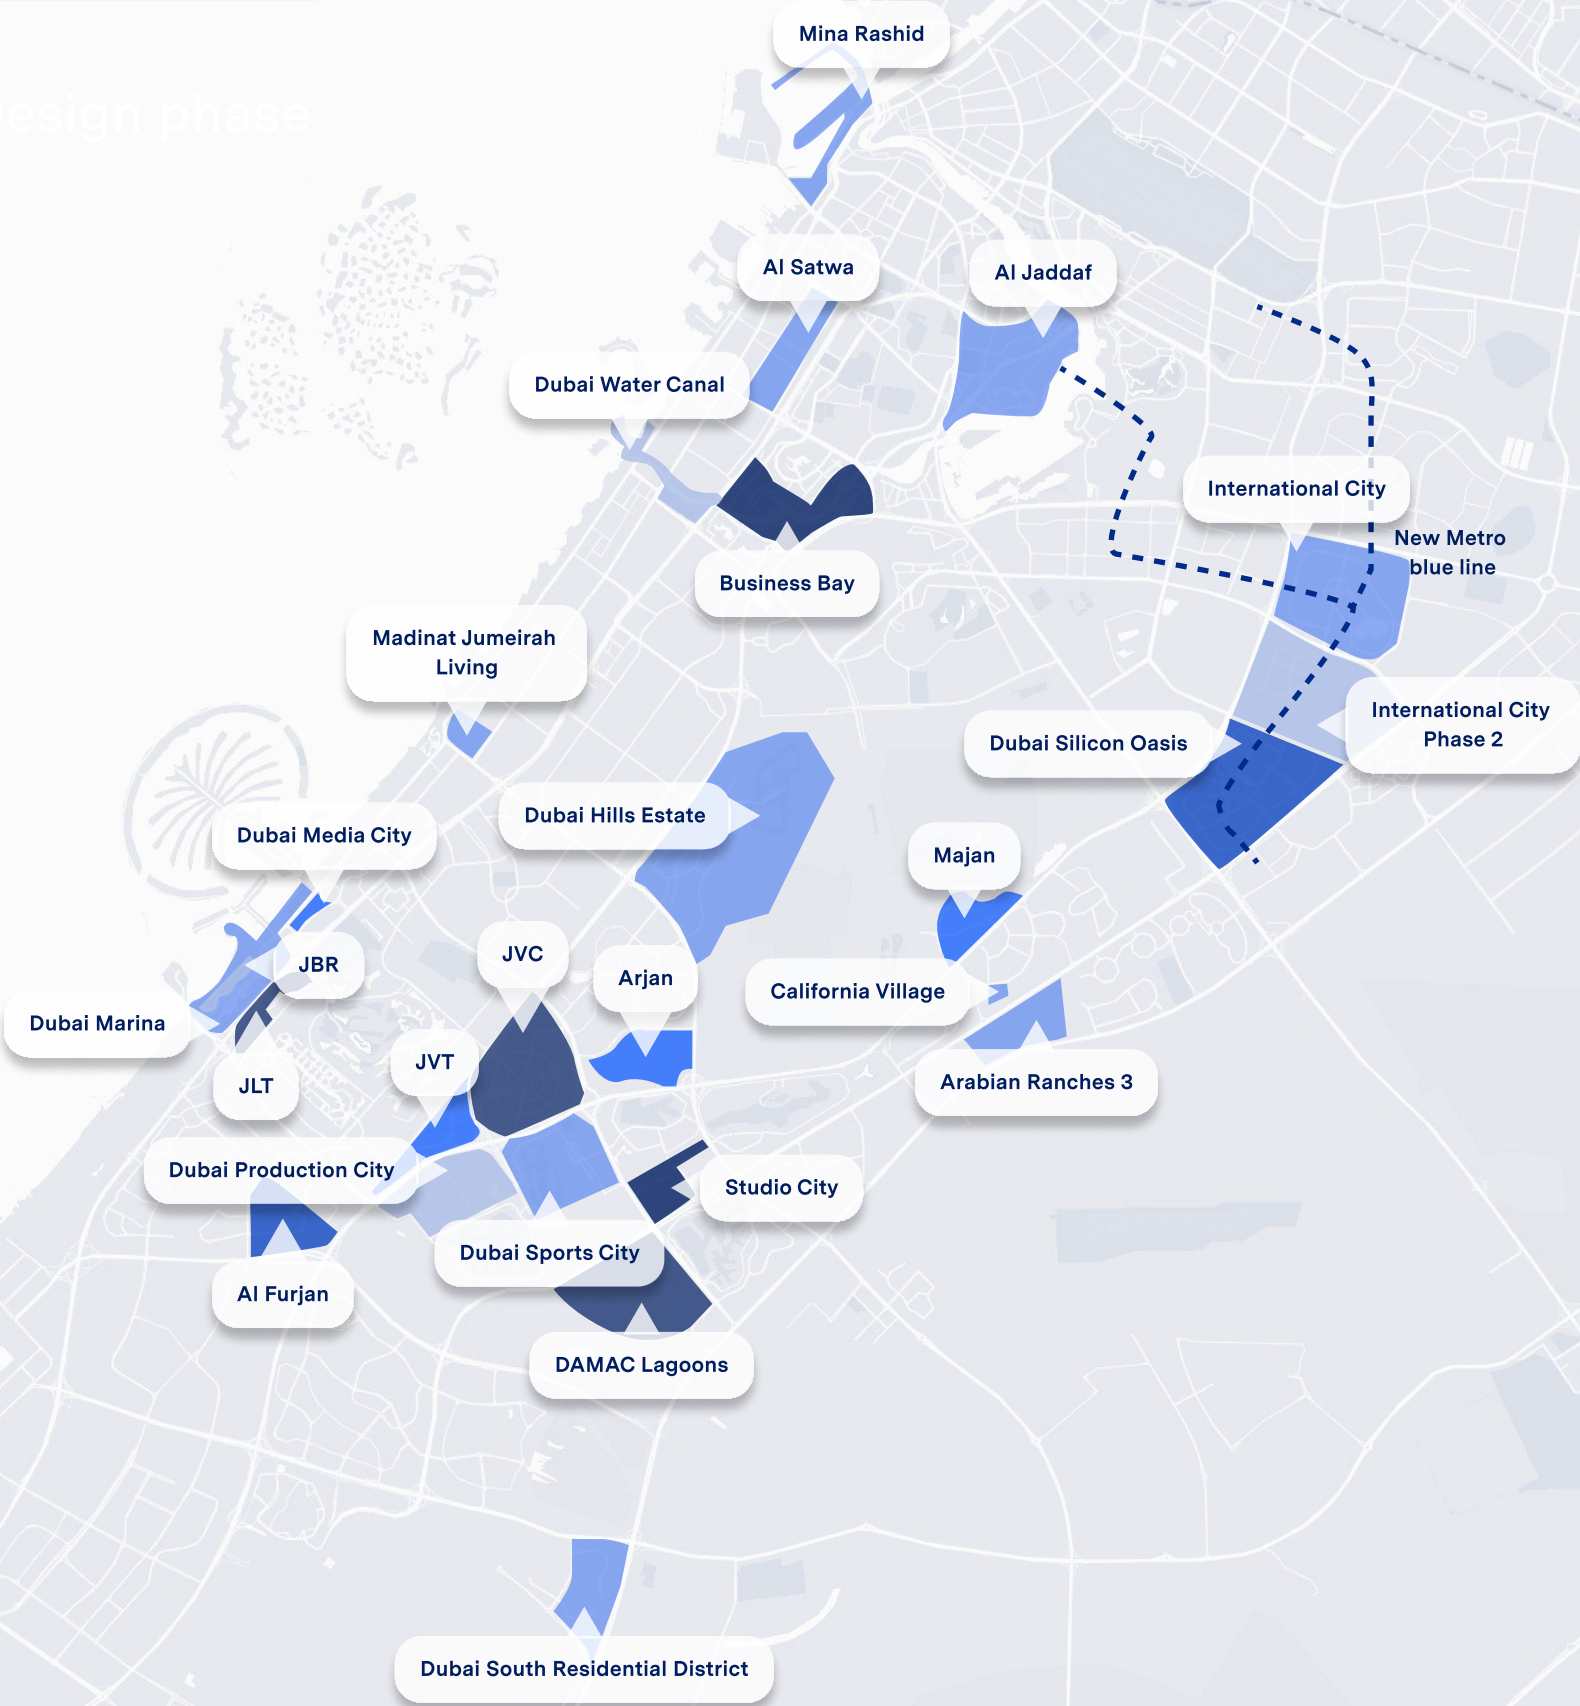 Mina Rashid
esign phase
Al Satwa
Al Jaddaf
Dubai Water Canal
International City
New Metro
blue line
Business Bay
Madinat Jumeirah
Living
International City
Phase 2
Dubai Silicon Oasis
Dubai Hills Estate
Dubai Media City
Majan
JVC
JBR
Arjan
California Village
Dubai Marina
JVT
JLT
Arabian Ranches 3
Dubai Production City
Studio City
Dubai Sports City
Al Furjan
DAMAC Lagoons
Dubai South Residential District